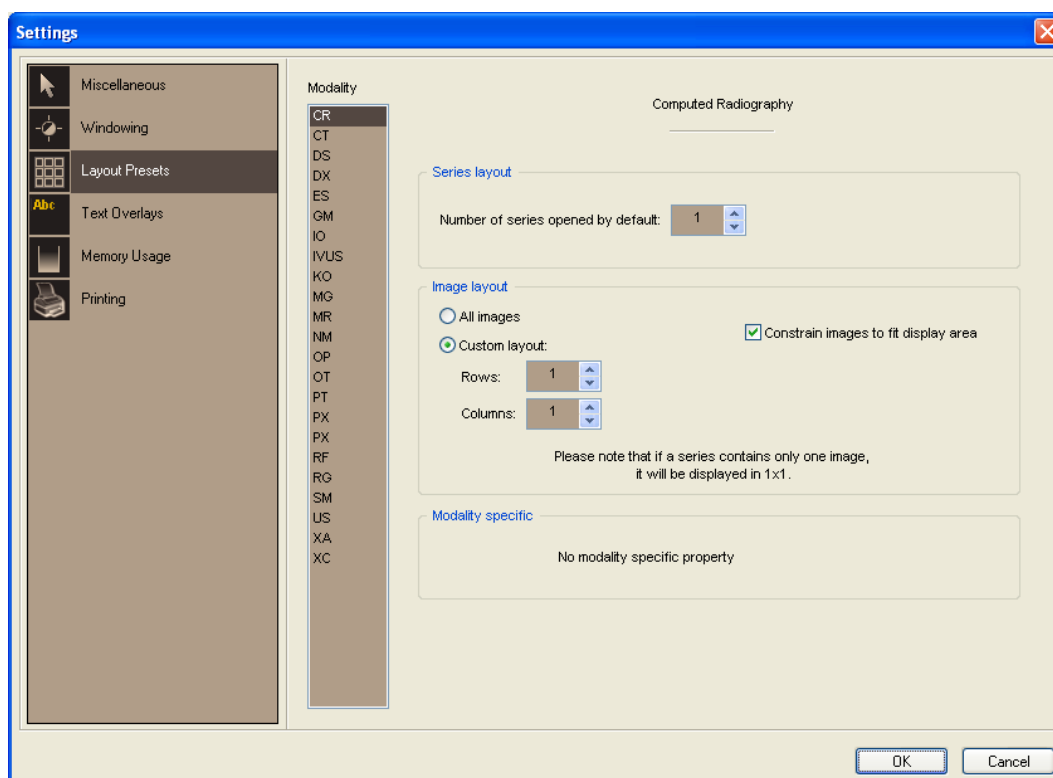 Settings
Miscellaneous
Windowing
Layout Presets
Abc
Text Overlays
Memory Usage
Printing
Modality
CR
CT
DS
DX
ES
GM
IO
IVUS
KO
MG
MR
NM
OP
OT
PT
PX
PX
RF
RG
SM
US
XA
XC
Computed Radiography
Series layout
Number of series opened by default: 1
Image layout
All images
Custom layout:
Constrain images to fit display area
Rows: 1
Columns: 1
Please note that if a series contains only one image,
it will be displayed in 1x1.
Modality specific
No modality specific property
OK
Cancel